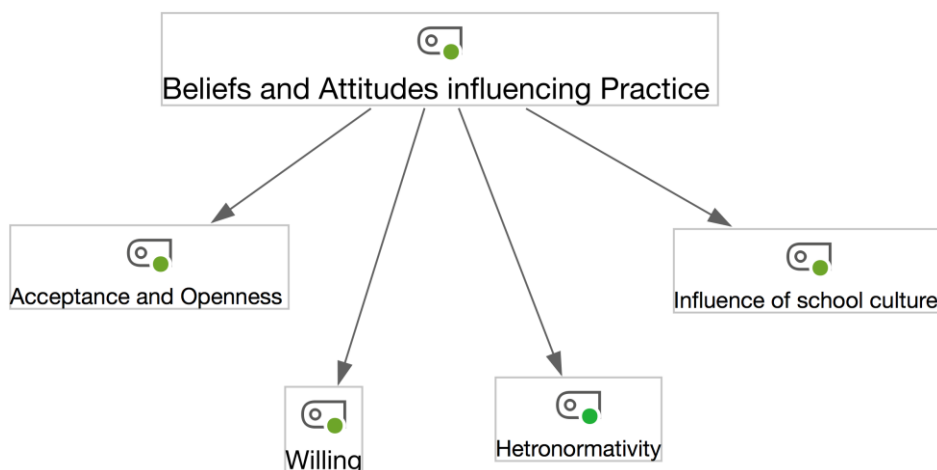 Beliefs and Attitudes influencing Practice
Acceptance and Openness
Influence of school culture
Willing
Hetronormativity